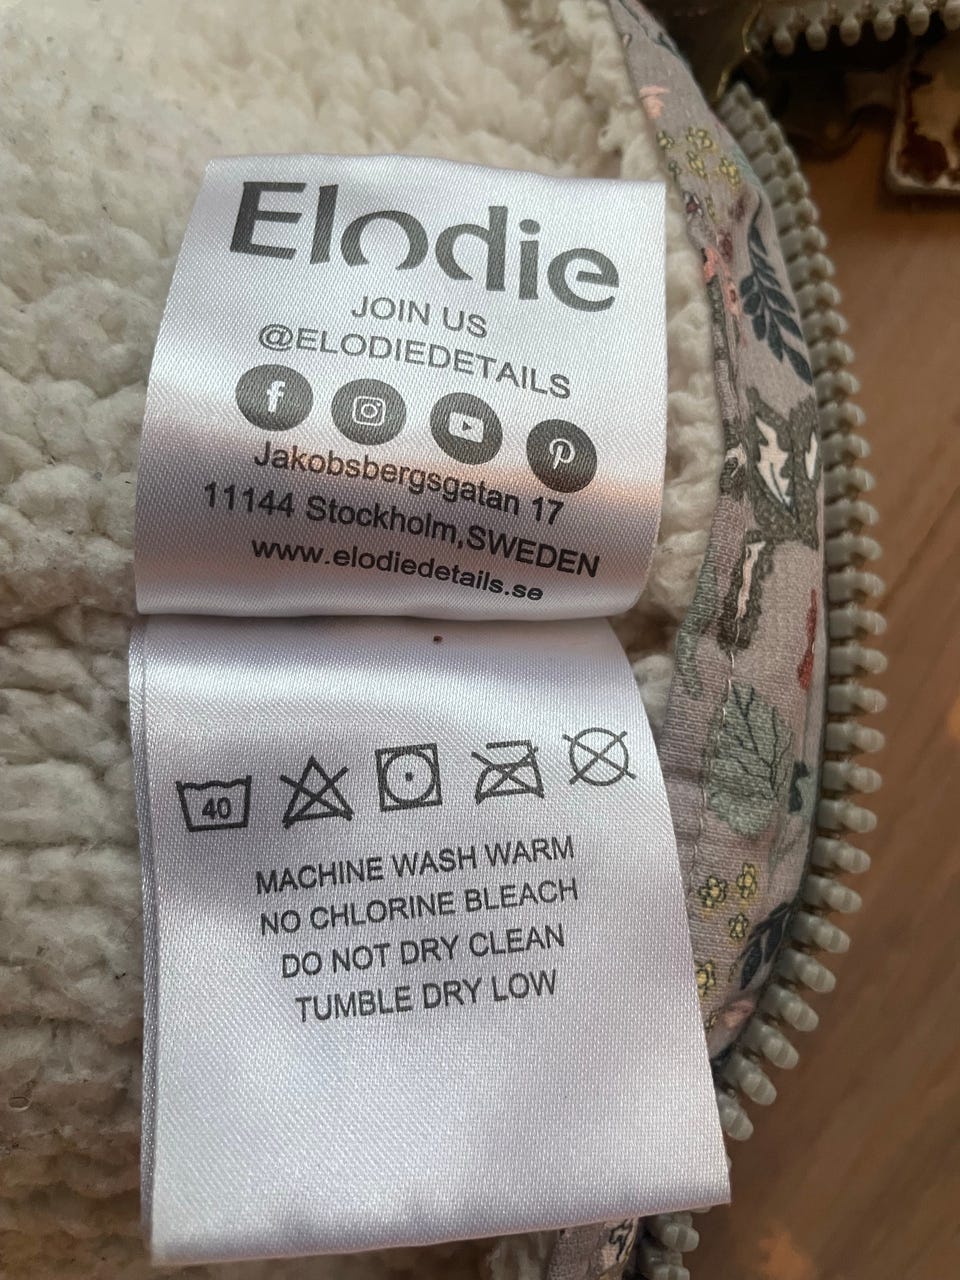 Elodie
JOIN US
@ELODIEDETAILS
Jakobsbergsgatan 17
11144 Stockholm,SWEDEN
www.elodiedetails.se
40
MACHINE WASH WARM
NO CHLORINE BLEACH
DO NOT DRY CLEAN
TUMBLE DRY LOW